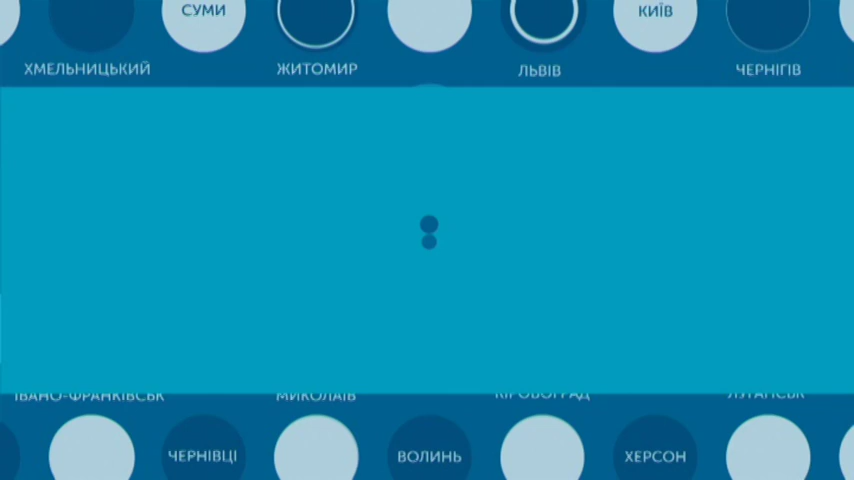 СУМИ
КИЇВ
ХМЕЛЬНИЦЬКИЙ
ЖИТОМИР
ЛЬВІВ
ЧЕРНІГІВ
ІВАНО-ФРАНКІВСЬК
МИКОЛАЇВ
КІРОВОГРАД
ЛУГАНСЬК
ЧЕРНІВЦІ
ВОЛИНЬ
ХЕРСОН